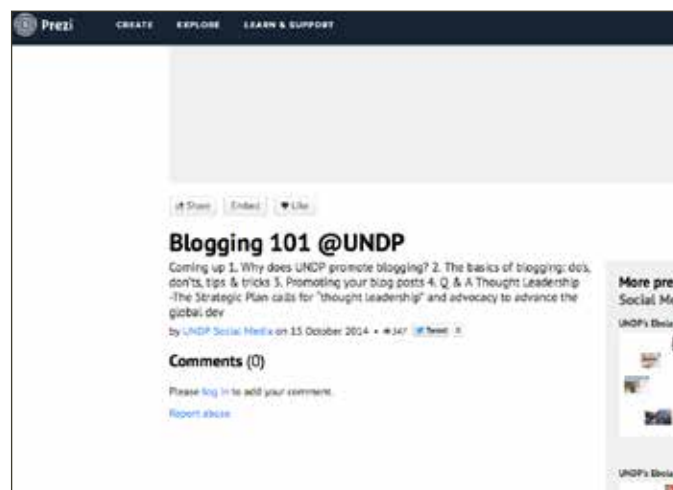 Prezi CREATE EXPLORE LEARN & SUPPORT
Share Embed Like
Blogging 101 @UNDP
Coming up 1. Why does UNDP promote blogging? 2. The basics of blogging: do's,
don'ts, tips & tricks 3. Promoting your blog posts 4. Q & A Thought Leadership
-The Strategic Plan calls for "thought leadership" and advocacy to advance the
global dev
by UNDP Social Media on 15 October 2014 • 347 Tweet
Comments (0)
Please log in to add your comment.
Report abuse
More pre
Social Me
UNDP's Ebola
UNDP's Ebola